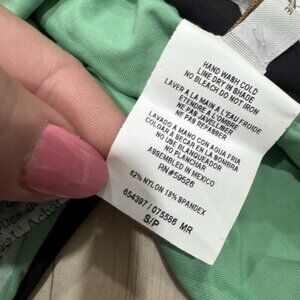 HAND WASH COLD
LINE DRY IN SHADE
NO BLEACH DO NOT IRON
LAVER A LA MAIN A L'EAU FROIDE
ETENDRE A L'OMBRE
NE PAS JAVELLISER
NE PAS REPASSER
LAVADO A MANO CON AGUA FRIA
COLGAR A SECAR EN LA SOMBRA
NO USAR BLANQUEADOR
NO PLANCHAR
ASSEMBLED IN MEXICO
RN#59528
82% NYLON 18% SPANDEX
654397 / 075586 MR
S/P